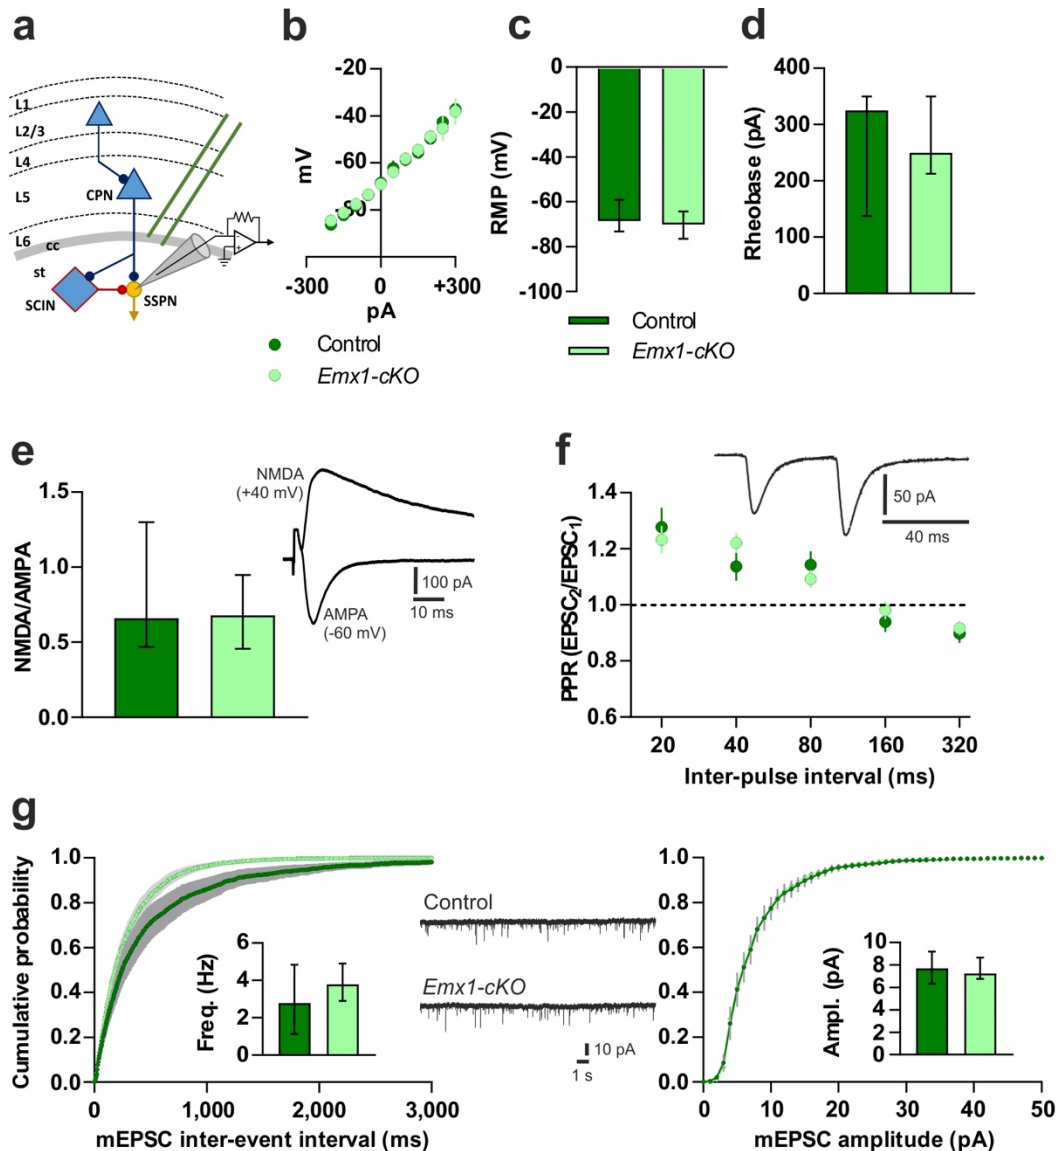 a
L1
L2/3
L4
L5
L6
cc
st
CPN
SCIN
SSPN
b
-20
-40
-60
-80
mV
-300
0
+300
pA
Control
Emx1-cKO
c
0
-20
-40
-60
-80
-100
RMP (mV)
Control
Emx1-cKO
d
400
300
200
100
0
Rheobase (pA)
e
1.5
1.0
0.5
0.0
NMDA/AMPA
NMDA
(+40 mV)
AMPA
(-60 mV)
100 pA
10 ms
f
1.4
1.2
1.0
0.8
0.6
PPR (EPSC2/EPSC1)
50 pA
40 ms
20 40 80 160 320
Inter-pulse interval (ms)
g
1.0
0.8
0.6
0.4
0.2
0.0
Cumulative probability
6
4
2
0
Freq. (Hz)
0 1,000 2,000 3,000
mEPSC inter-event interval (ms)
Control
Emx1-cKO
10 pA
1 s
1.0
0.8
0.6
0.4
0.2
0.0
10
8
6
4
2
0
Ampl. (pA)
0 10 20 30 40 50
mEPSC amplitude (pA)